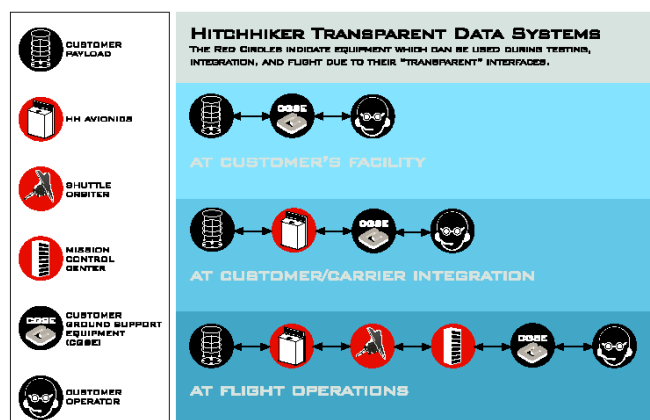 CUSTOMER
PAYLOAD
HH AVIONICS
SHUTTLE
ORBITER
MISSION
CONTROL
CENTER
CGSE
CUSTOMER
GROUND SUPPORT
EQUIPMENT
(CGSE)
CUSTOMER
OPERATOR
HITCHHIKER TRANSPARENT DATA SYSTEMS
THE RED CIRCLES INDICATE EQUIPMENT WHICH CAN BE USED DURING TESTING,
INTEGRATION, AND FLIGHT DUE TO THEIR "TRANSPARENT" INTERFACES.
CGSE
AT CUSTOMER'S FACILITY
CGSE
AT CUSTOMER/CARRIER INTEGRATION
CGSE
AT FLIGHT OPERATIONS